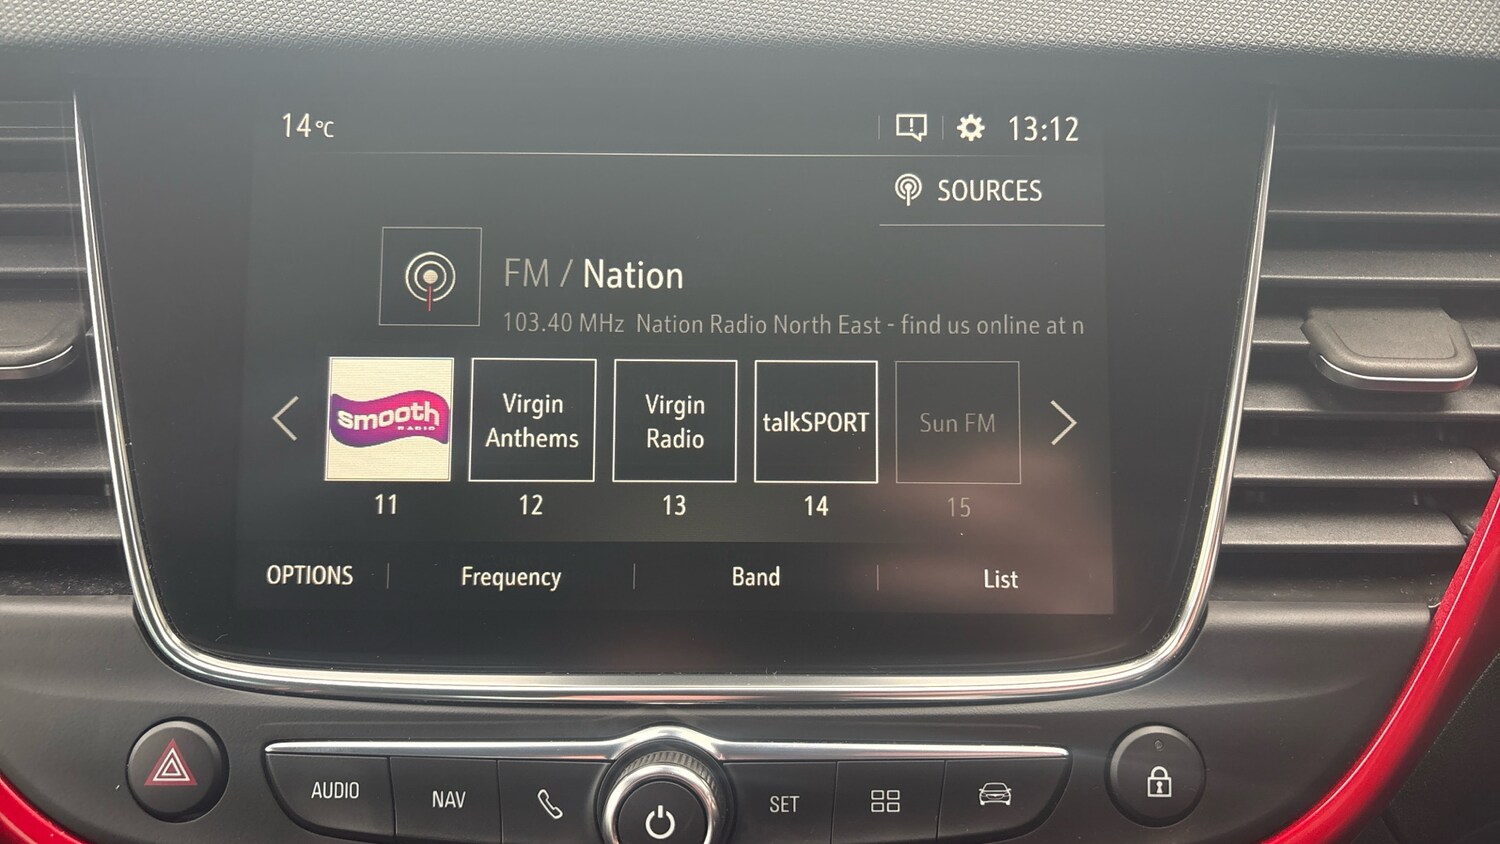 14°C
13:12
SOURCES
FM / Nation
103.40 MHz Nation Radio North East - find us online at n
smooth
RADIO
Virgin
Anthems
Virgin
Radio
talkSPORT
Sun FM
11
12
13
14
15
OPTIONS
Frequency
Band
List
AUDIO
NAV
SET